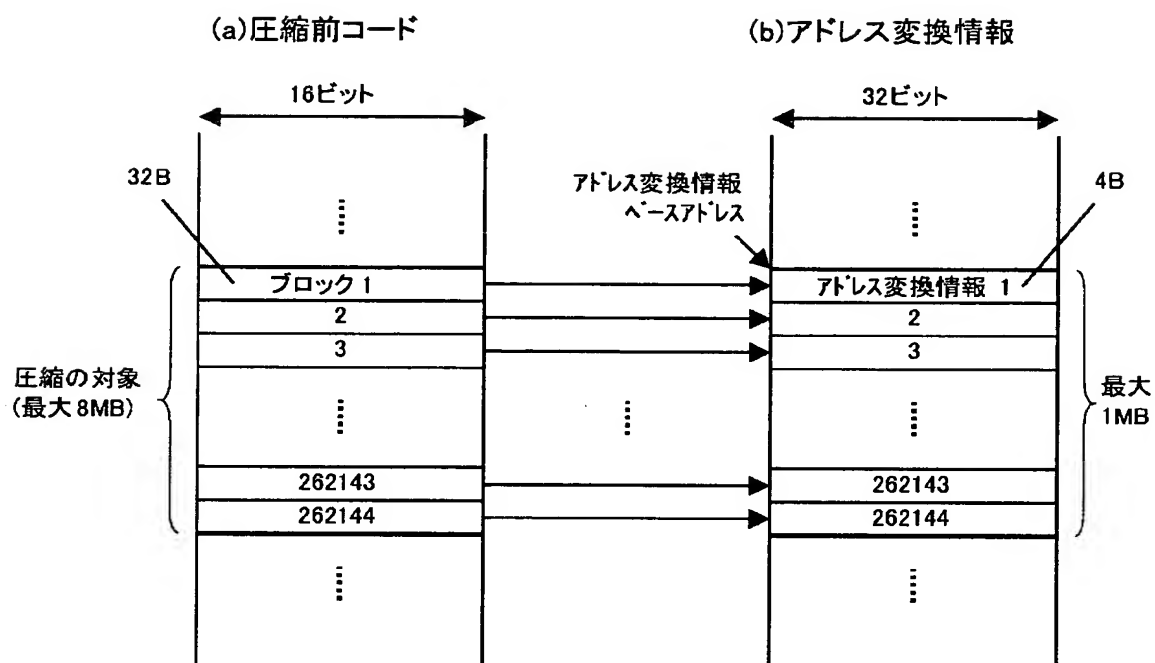 (a)圧縮前コード
(b)アドレス変換情報
16ビット
32ビット
32B
アドレス変換情報
ベースアドレス
4B
ブロック 1
アドレス変換情報 1
2
2
3
3
圧縮の対象
(最大 8MB)
最大
1MB
262143
262143
262144
262144